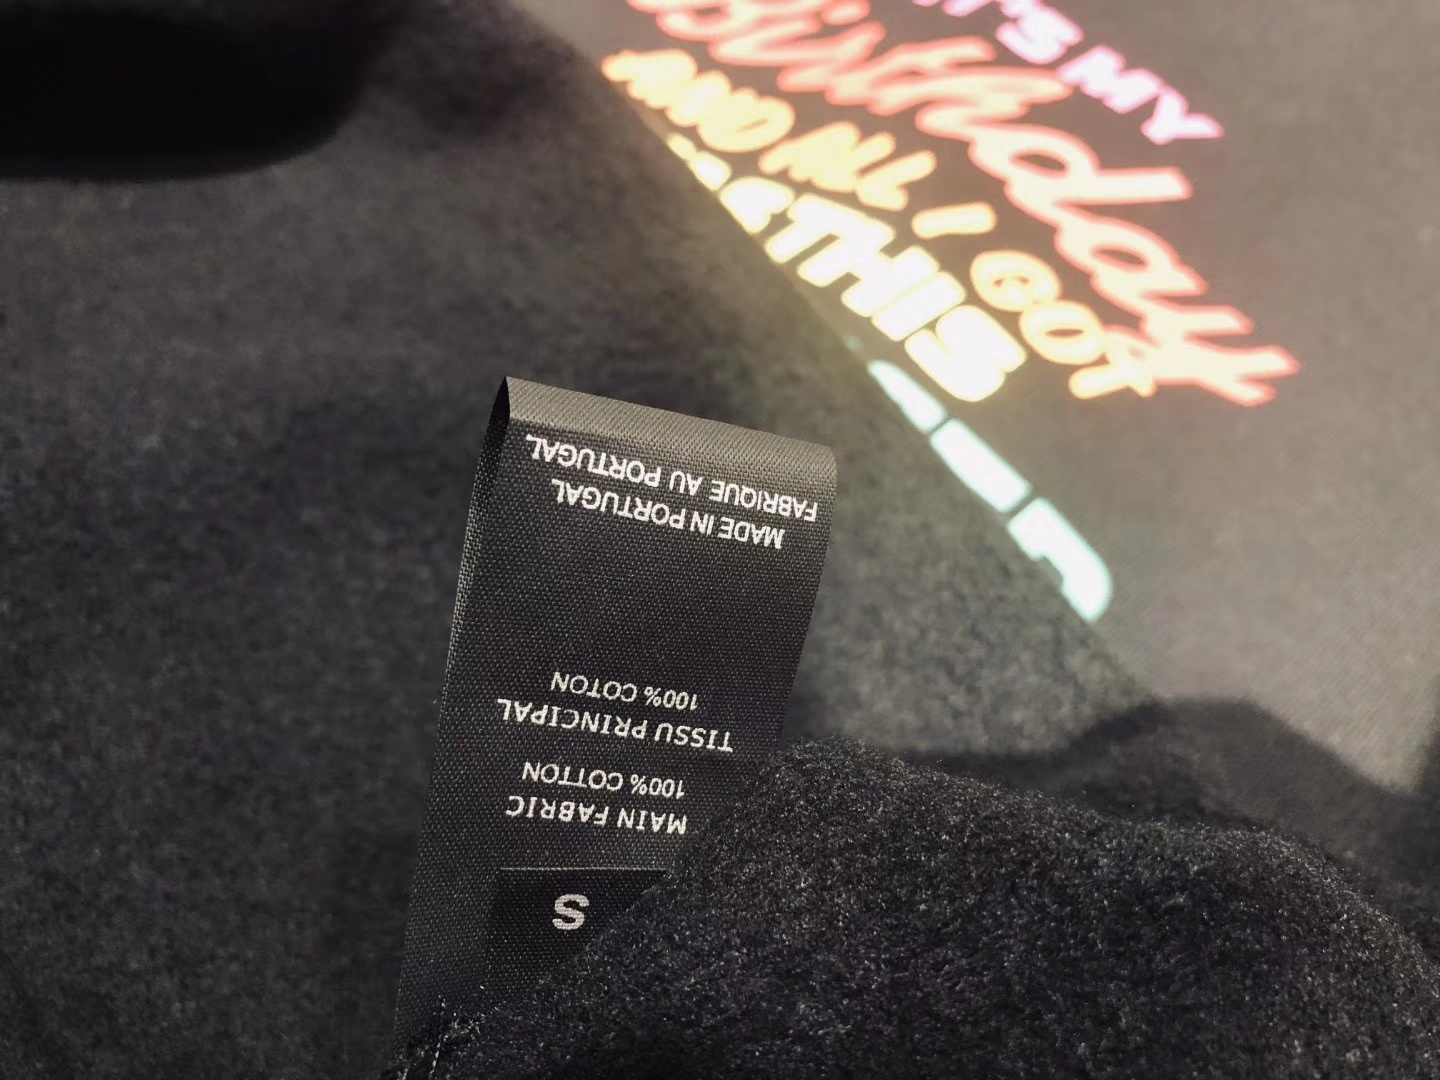 IT'S MY
Birthday
AND ALL I GOT
THIS
S
MAIN FABRIC
100% COTTON
TISSU PRINCIPAL
100% COTON
MADE IN PORTUGAL
FABRIQUE AU PORTUGAL